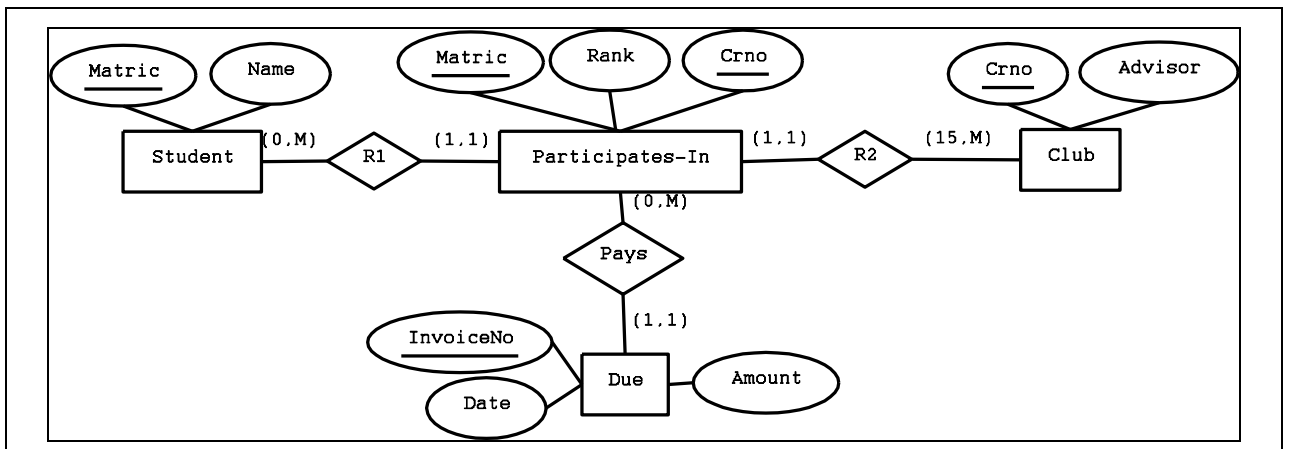 Matric
Name
Matric
Rank
Crno
Crno
Advisor
Student
(0,M)
R1
(1,1)
Participates-In
(1,1)
R2
(15,M)
Club
(0,M)
Pays
(1,1)
InvoiceNo
Due
Amount
Date